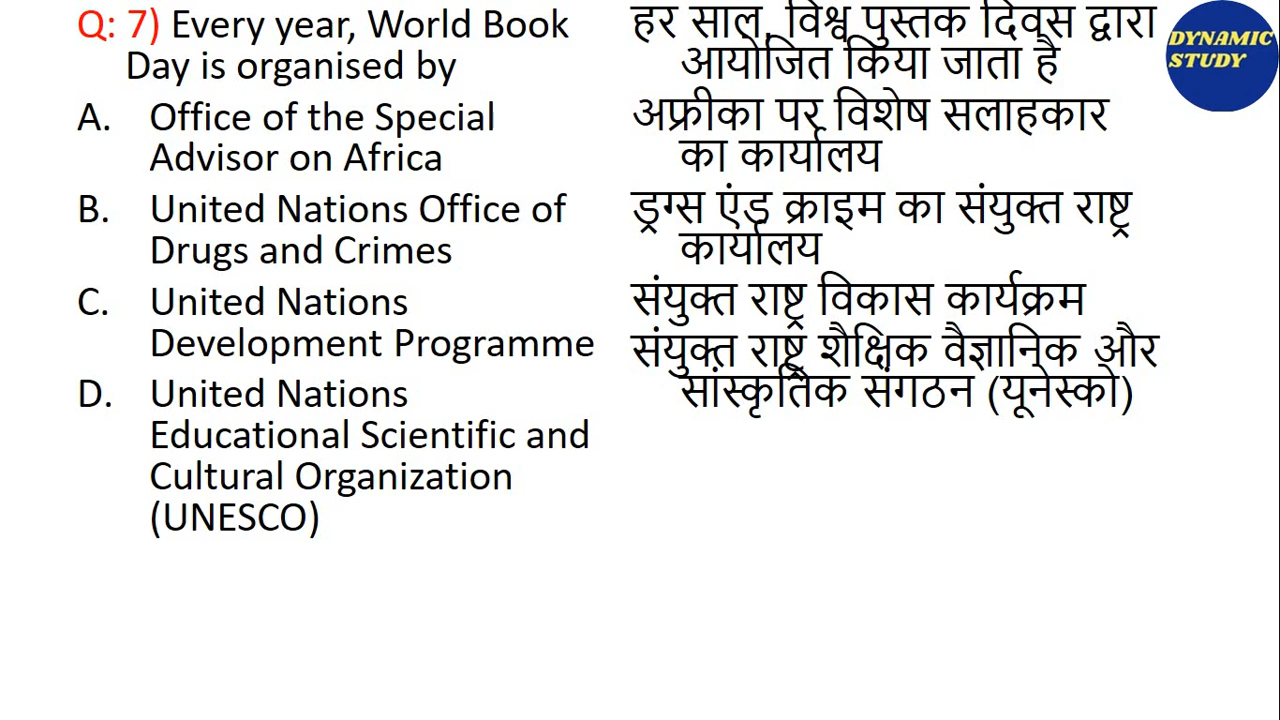 Q: 7) Every year, World Book
Day is organised by
A. Office of the Special
Advisor on Africa
B. United Nations Office of
Drugs and Crimes
C. United Nations
Development Programme
D. United Nations
Educational Scientific and
Cultural Organization
(UNESCO)
हर साल, विश्व पुस्तक दिवस द्वारा
आयोजित किया जाता है
अफ्रीका पर विशेष सलाहकार
का कार्यालय
ड्रग्स एंड क्राइम का संयुक्त राष्ट्र
कार्यालय
संयुक्त राष्ट्र विकास कार्यक्रम
संयुक्त राष्ट्र शैक्षिक वैज्ञानिक और
सांस्कृतिक संगठन (यूनेस्को)
DYNAMIC
STUDY